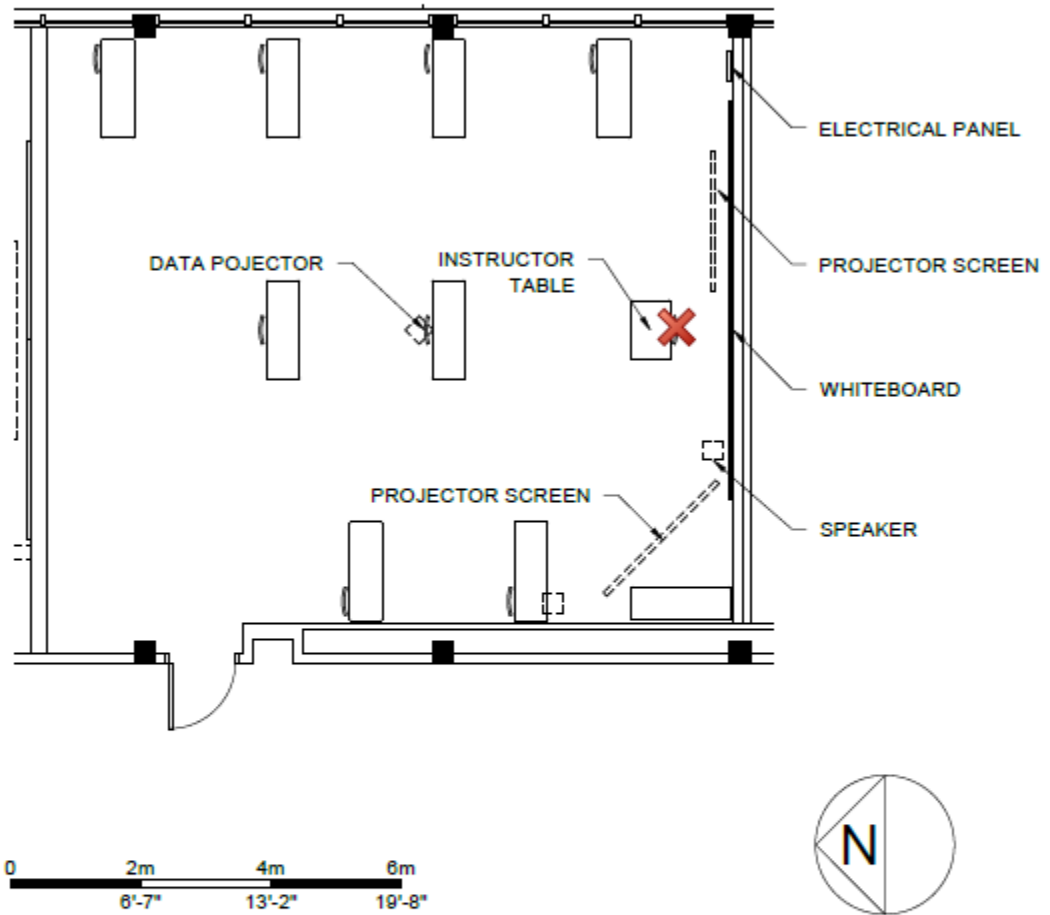 ELECTRICAL PANEL
DATA POJECTOR
INSTRUCTOR
TABLE
PROJECTOR SCREEN
WHITEBOARD
PROJECTOR SCREEN
SPEAKER
N
0 2m 4m 6m
6'-7" 13'-2" 19'-8"